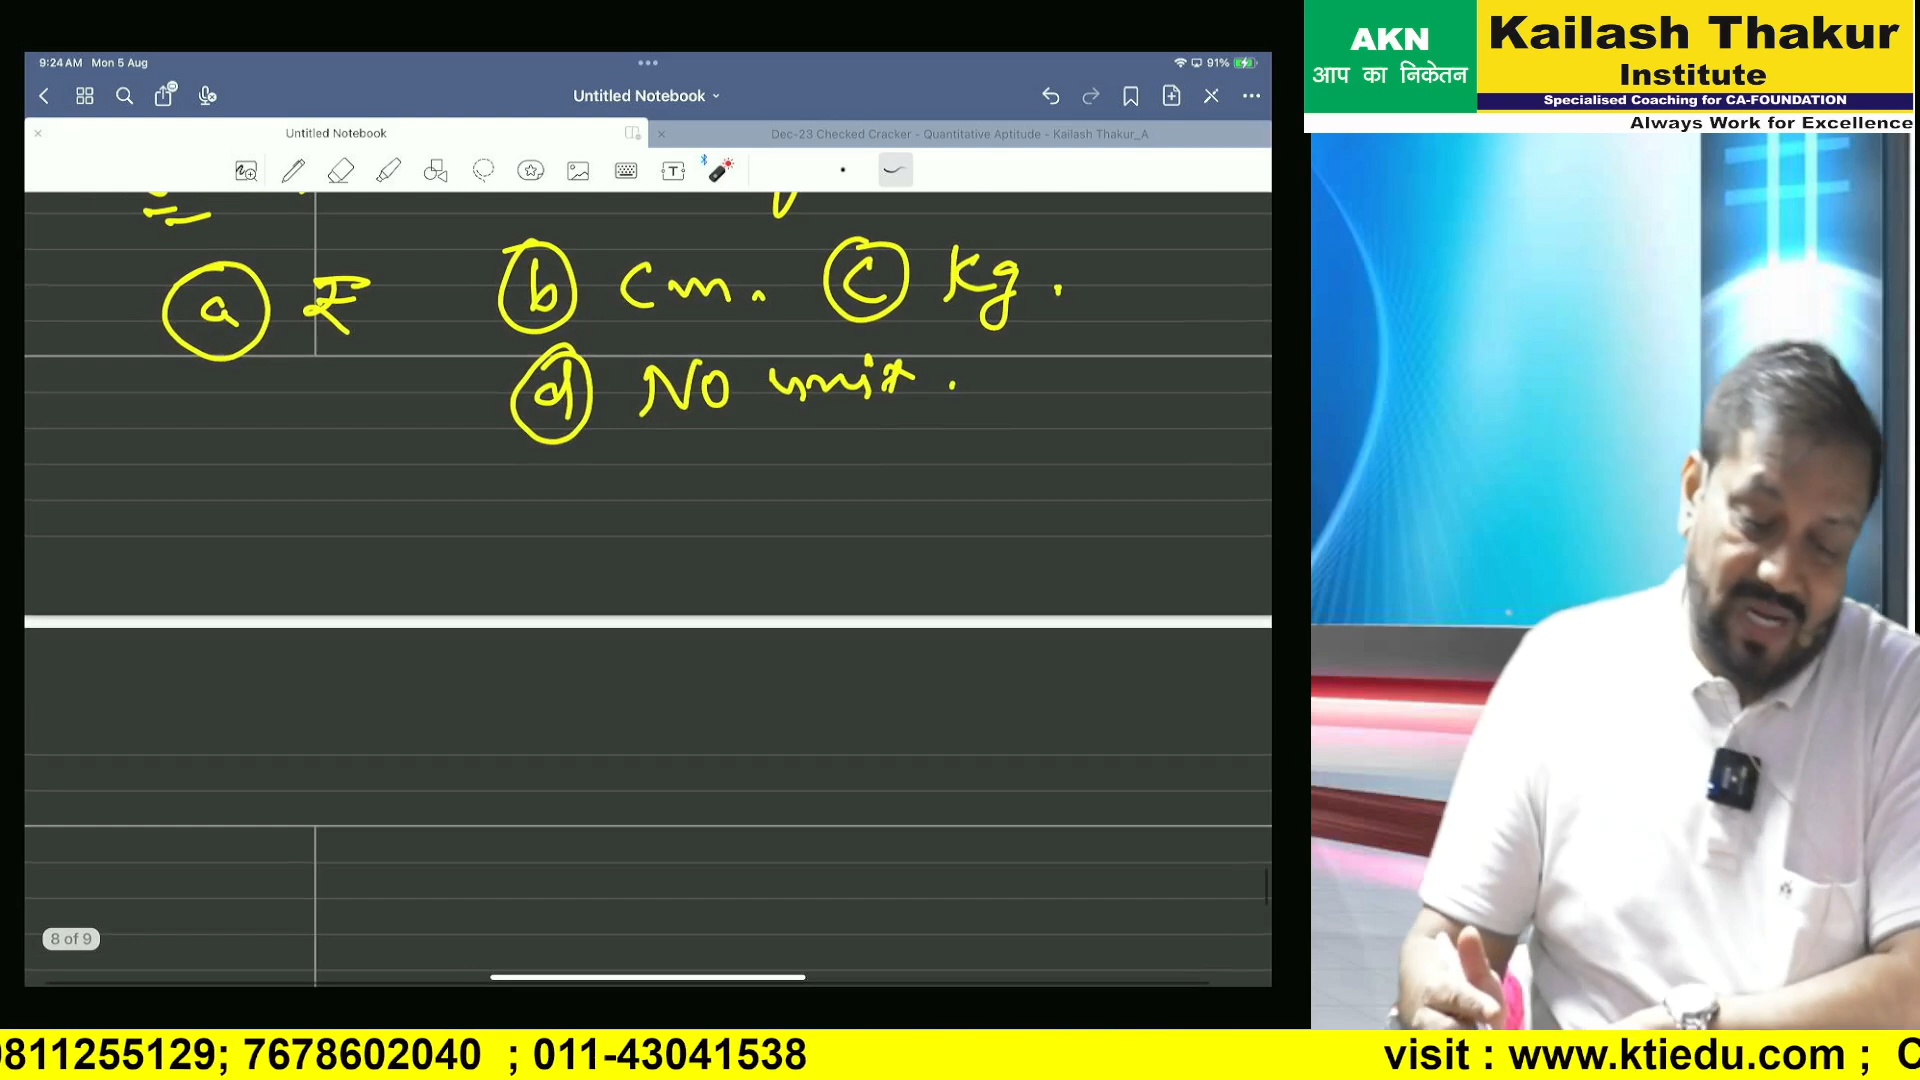 AKN
आप का निकेतन
Kailash Thakur
Institute
Specialised Coaching for CA-FOUNDATION
Always Work for Excellence
9:24 AM Mon 5 Aug
91%
Untitled Notebook
Untitled Notebook
Dec-23 Checked Cracker - Quantitative Aptitude - Kailash Thakur_A
T
a ₹ b cm. c kg.
d No unit.
8 of 9
9811255129; 7678602040 ; 011-43041538
visit : www.ktiedu.com ; C